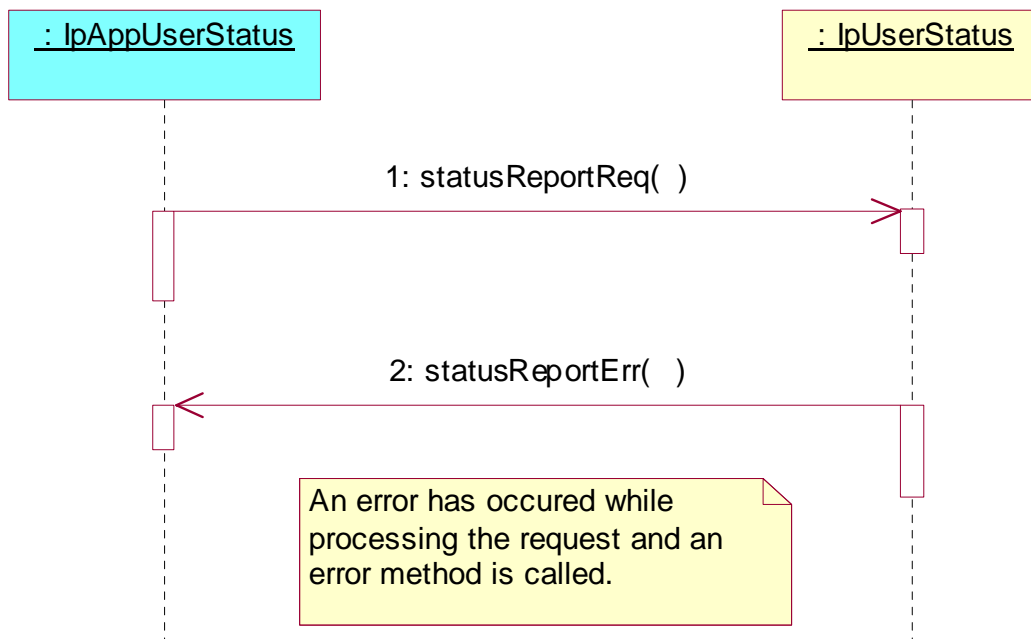 : IpAppUserStatus
: IpUserStatus
1: statusReportReq( )
2: statusReportErr( )
An error has occured while
processing the request and an
error method is called.